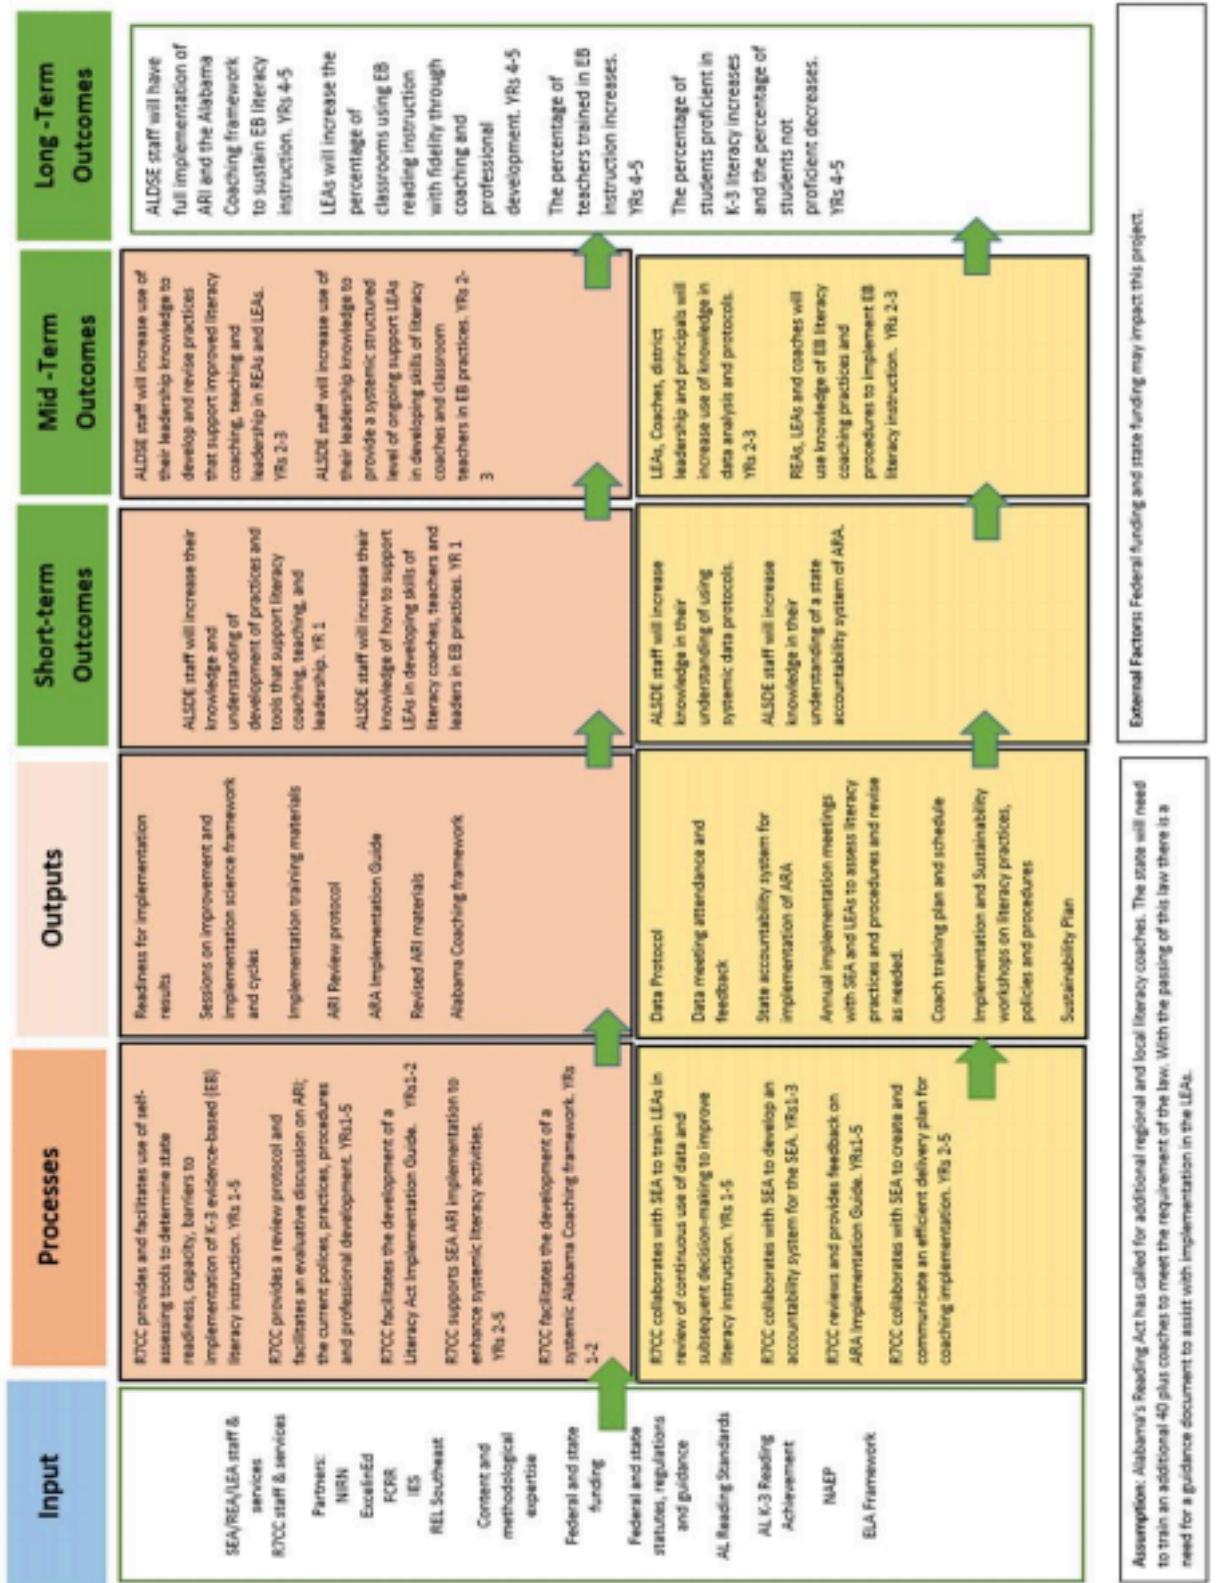 Input
SEA/REA/LEA staff &
services
R7CC staff & services
Partners:
NIRN
ExcelinEd
FCRR
IES
REL Southeast
Content and
methodological
expertise
Federal and state
funding
Federal and state
statutes, regulations
and guidance
AL Reading Standards
AL K-3 Reading
Achievement
NAEP
ELA Framework
Processes
R7CC provides and facilitates use of self-
assessing tools to determine state
readiness, capacity, barriers to
implementation of K-3 evidence-based (EB)
literacy instruction. YRs 1-5
R7CC provides a review protocol and
facilitates an evaluative discussion on ARI;
the current polices, practices, procedures
and professional development. YRs1-5
R7CC facilitates the development of a
Literacy Act Implementation Guide. YRs1-2
R7CC supports SEA ARI implementation to
enhance systemic literacy activities.
YRs 2-5
R7CC facilitates the development of a
systemic Alabama Coaching framework. YRs
1-2
R7CC collaborates with SEA to train LEAs in
review of continuous use of data and
subsequent decision-making to improve
literacy instruction. YRs 1-5
R7CC collaborates with SEA to develop an
accountability system for the SEA. YRs1-3
R7CC reviews and provides feedback on
ARA Implementation Guide. YRs1-5
R7CC collaborates with SEA to create and
communicate an efficient delivery plan for
coaching implementation. YRs 2-5
Outputs
Readiness for implementation
results
Sessions on improvement and
implementation science framework
and cycles
Implementation training materials
ARI Review protocol
ARA Implementation Guide
Revised ARI materials
Alabama Coaching framework
Data Protocol
Data meeting attendance and
feedback
State accountability system for
implementation of ARA
Annual implementation meetings
with SEA and LEAs to assess literacy
practices and procedures and revise
as needed.
Coach training plan and schedule
Implementation and Sustainability
workshops on literacy practices,
policies and procedures
Sustainability Plan
Short-term
Outcomes
ALSDE staff will increase their
knowledge and
understanding of
development of practices and
tools that support literacy
coaching, teaching, and
leadership. YR 1
ALSDE staff will increase their
knowledge of how to support
LEAs in developing skills of
literacy coaches, teachers and
leaders in EB practices. YR 1
ALSDE staff will increase
knowledge in their
understanding of using
systemic data protocols.
ALSDE staff will increase
knowledge in their
understanding of a state
accountability system of ARA.
Mid -Term
Outcomes
ALDSE staff will increase use of
their leadership knowledge to
develop and revise practices
that support improved literacy
coaching, teaching and
leadership in REAs and LEAs.
YRs 2-3
ALSDE staff will increase use of
their leadership knowledge to
provide a systemic structured
level of ongoing support LEAs
in developing skills of literacy
coaches and classroom
teachers in EB practices. YRs 2-
3
LEAs, Coaches, district
leadership and principals will
increase use of knowledge in
data analysis and protocols.
YRs 2-3
REAs, LEAs and coaches will
use knowledge of EB literacy
coaching practices and
procedures to implement EB
literacy instruction. YRs 2-3
Long -Term
Outcomes
ALDSE staff will have
full implementation of
ARI and the Alabama
Coaching framework
to sustain EB literacy
instruction. YRs 4-5
LEAs will increase the
percentage of
classrooms using EB
reading instruction
with fidelity through
coaching and
professional
development. YRs 4-5
The percentage of
teachers trained in EB
instruction increases.
YRs 4-5
The percentage of
students proficient in
K-3 literacy increases
and the percentage of
students not
proficient decreases.
YRs 4-5
Assumption: Alabama's Reading Act has called for additional regional and local literacy coaches. The state will need
to train an additional 40 plus coaches to meet the requirement of the law. With the passing of this law there is a
need for a guidance document to assist with implementation in the LEAs.
External Factors: Federal funding and state funding may impact this project.